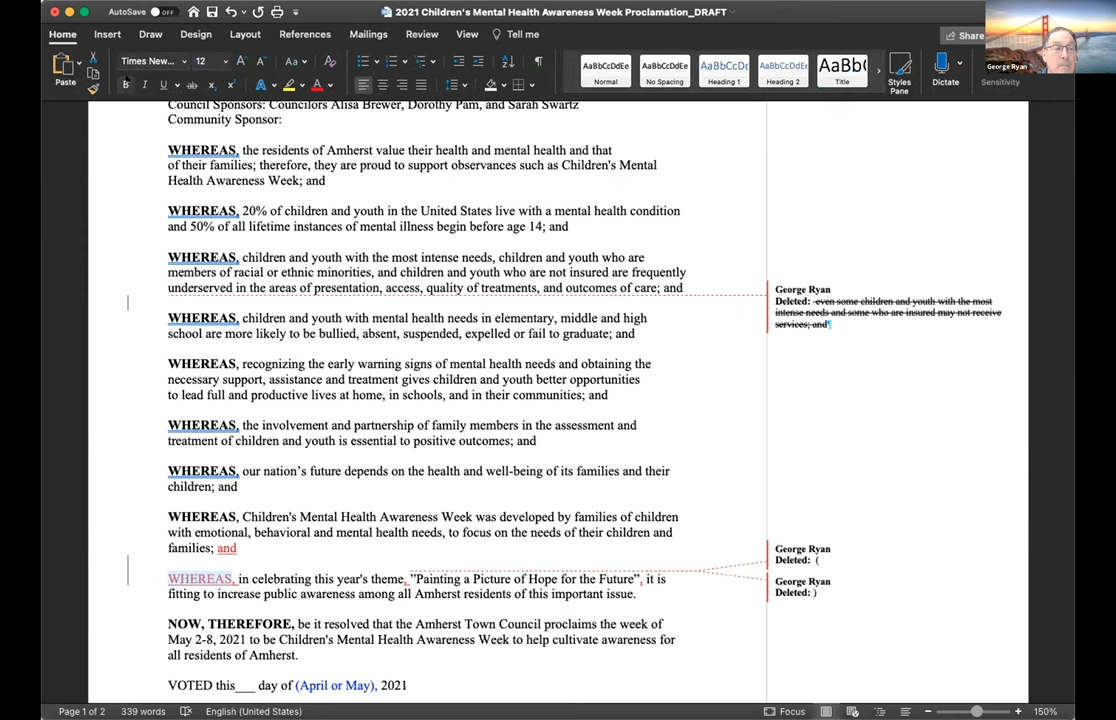 AutoSave OFF
2021 Children's Mental Health Awareness Week Proclamation_DRAFT
Home Insert Draw Design Layout References Mailings Review View Tell me Share
George Ryan
Paste
Times New... 12
AaBbCcDdEe Normal
AaBbCcDdEe No Spacing
AaBbCcDc Heading 1
AaBbCcDdEe Heading 2
AaBb( Title
Styles Pane
Dictate
Sensitivity
Council Sponsors: Councilors Alisa Brewer, Dorothy Pam, and Sarah Swartz
Community Sponsor:
WHEREAS, the residents of Amherst value their health and mental health and that
of their families; therefore, they are proud to support observances such as Children's Mental
Health Awareness Week; and
WHEREAS, 20% of children and youth in the United States live with a mental health condition
and 50% of all lifetime instances of mental illness begin before age 14; and
WHEREAS, children and youth with the most intense needs, children and youth who are
members of racial or ethnic minorities, and children and youth who are not insured are frequently
underserved in the areas of presentation, access, quality of treatments, and outcomes of care; and
George Ryan
Deleted: even some children and youth with the most
intense needs and some who are insured may not receive
services; and¶
WHEREAS, children and youth with mental health needs in elementary, middle and high
school are more likely to be bullied, absent, suspended, expelled or fail to graduate; and
WHEREAS, recognizing the early warning signs of mental health needs and obtaining the
necessary support, assistance and treatment gives children and youth better opportunities
to lead full and productive lives at home, in schools, and in their communities; and
WHEREAS, the involvement and partnership of family members in the assessment and
treatment of children and youth is essential to positive outcomes; and
WHEREAS, our nation's future depends on the health and well-being of its families and their
children; and
WHEREAS, Children's Mental Health Awareness Week was developed by families of children
with emotional, behavioral and mental health needs, to focus on the needs of their children and
families; and
George Ryan
Deleted: (
WHEREAS, in celebrating this year's theme, "Painting a Picture of Hope for the Future", it is
fitting to increase public awareness among all Amherst residents of this important issue.
George Ryan
Deleted: )
NOW, THEREFORE, be it resolved that the Amherst Town Council proclaims the week of
May 2-8, 2021 to be Children's Mental Health Awareness Week to help cultivate awareness for
all residents of Amherst.
VOTED this___ day of (April or May), 2021
Page 1 of 2 339 words English (United States) Focus 150%